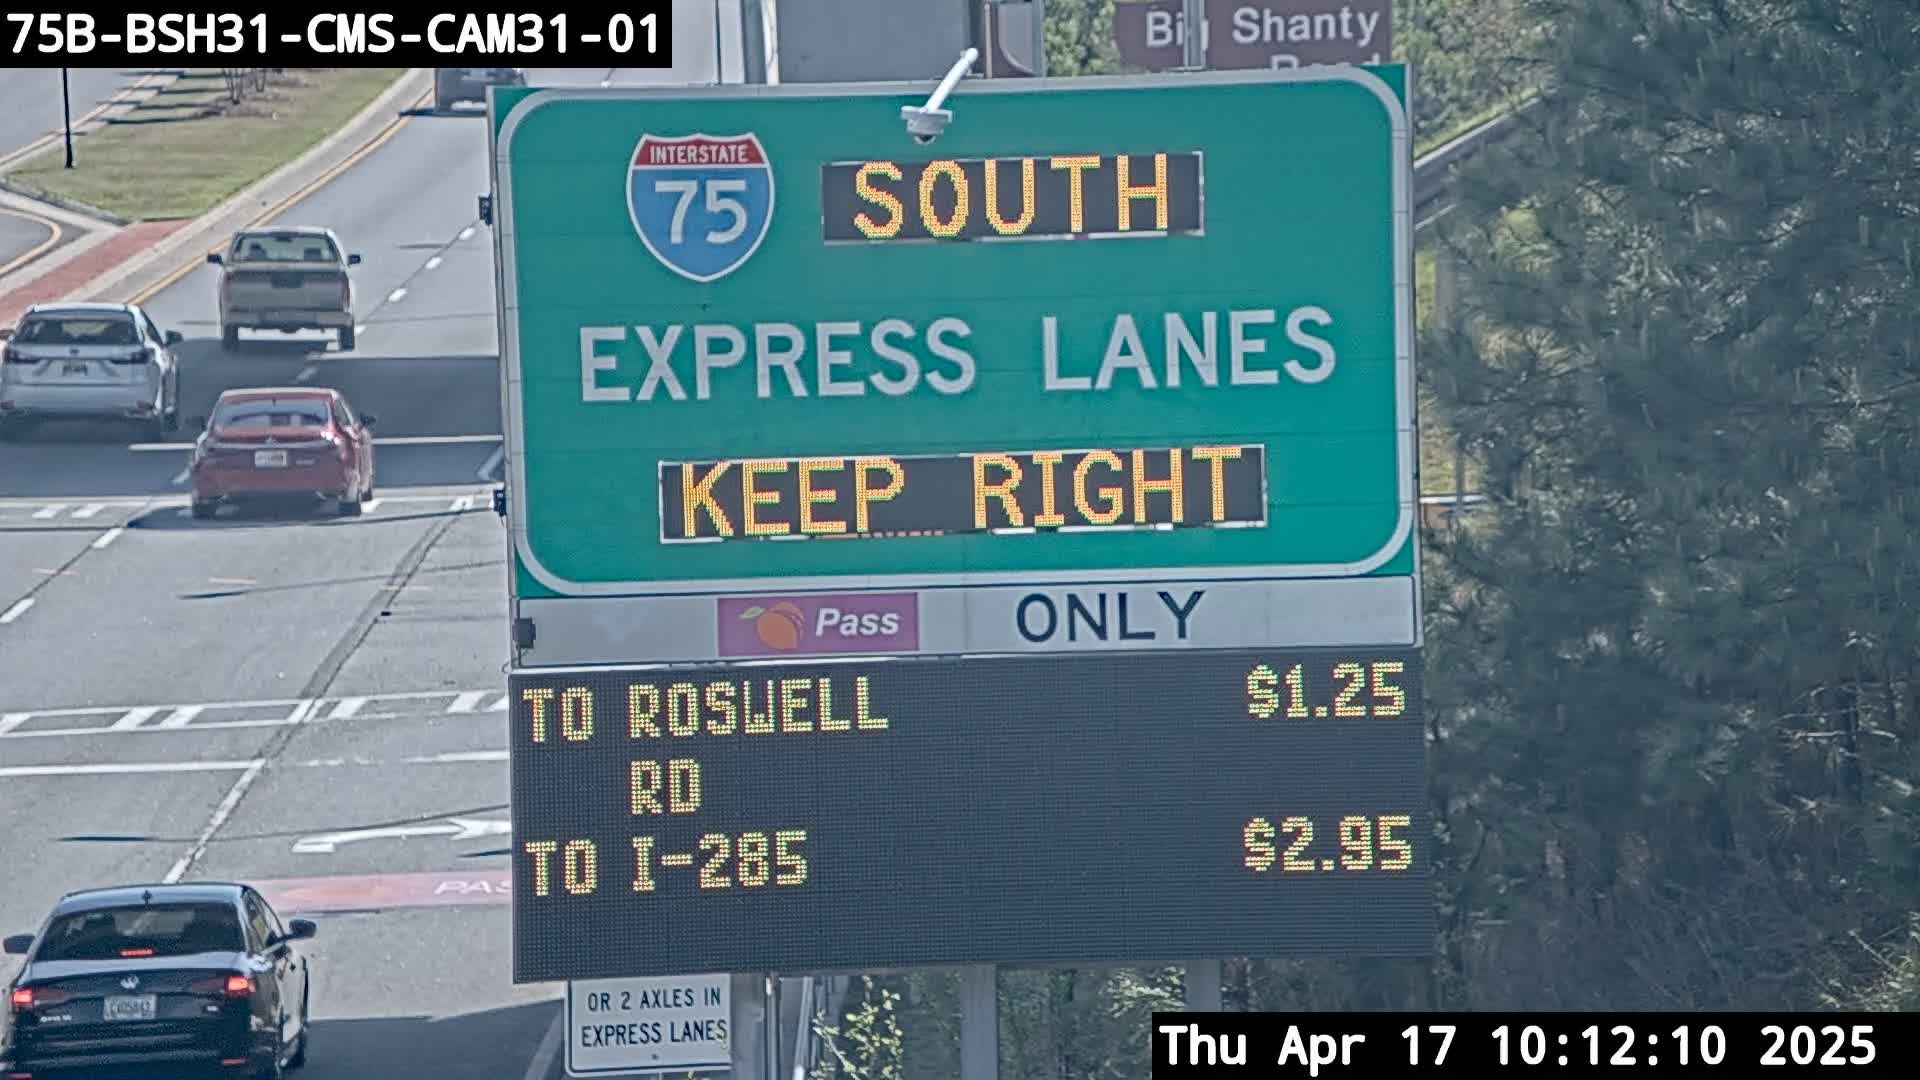 75B-BSH31-CMS-CAM31-01
Big Shanty
Road
INTERSTATE
75
SOUTH
EXPRESS LANES
KEEP RIGHT
Pass ONLY
TO ROSWELL $1.25
RD
TO I-285 $2.95
PAS
OR 2 AXLES IN
EXPRESS LANES
Thu Apr 17 10:12:10 2025